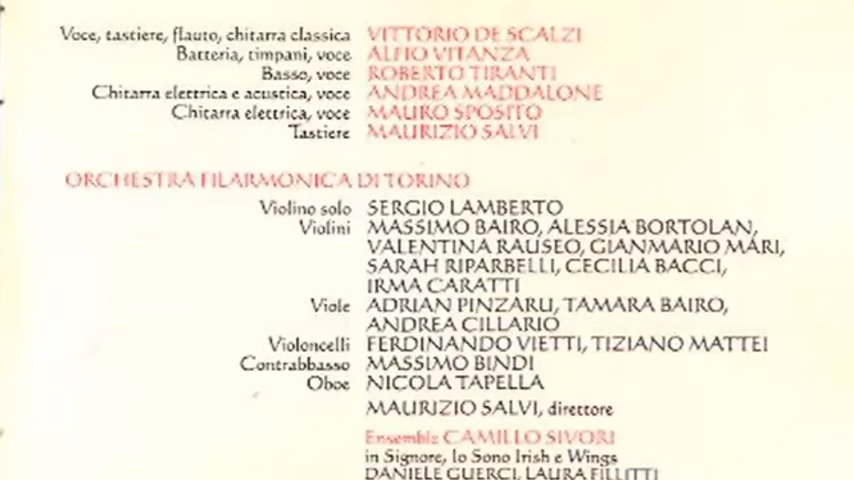 Voce, tastiere, flauto, chitarra classica VITTORIO DE SCALZI
Batteria, timpani, voce ALFIO VITANZA
Basso, voce ROBERTO TIRANTI
Chitarra elettrica e acustica, voce ANDREA MADDALONE
Chitarra elettrica, voce MAURO SPOSITO
Tastiere MAURIZIO SALVI
ORCHESTRA FILARMONICA DI TORINO
Violino solo SERGIO LAMBERTO
Violini MASSIMO BAIRO, ALESSIA BORTOLAN,
VALENTINA RAUSEO, GIANMARIO MARI,
SARAH RIPARBELLI, CECILIA BACCI,
IRMA CARATTI
Viole ADRIAN PINZARU, TAMARA BAIRO,
ANDREA CILLARIO
Violoncelli FERDINANDO VIETTI, TIZIANO MATTEI
Contrabbasso MASSIMO BINDI
Oboe NICOLA TAPELLA
MAURIZIO SALVI, direttore
Ensemble CAMILLO SIVORI
in Signore, Io Sono Irish e Wings
DANIELE GUERCI, LAURA FILLITTI